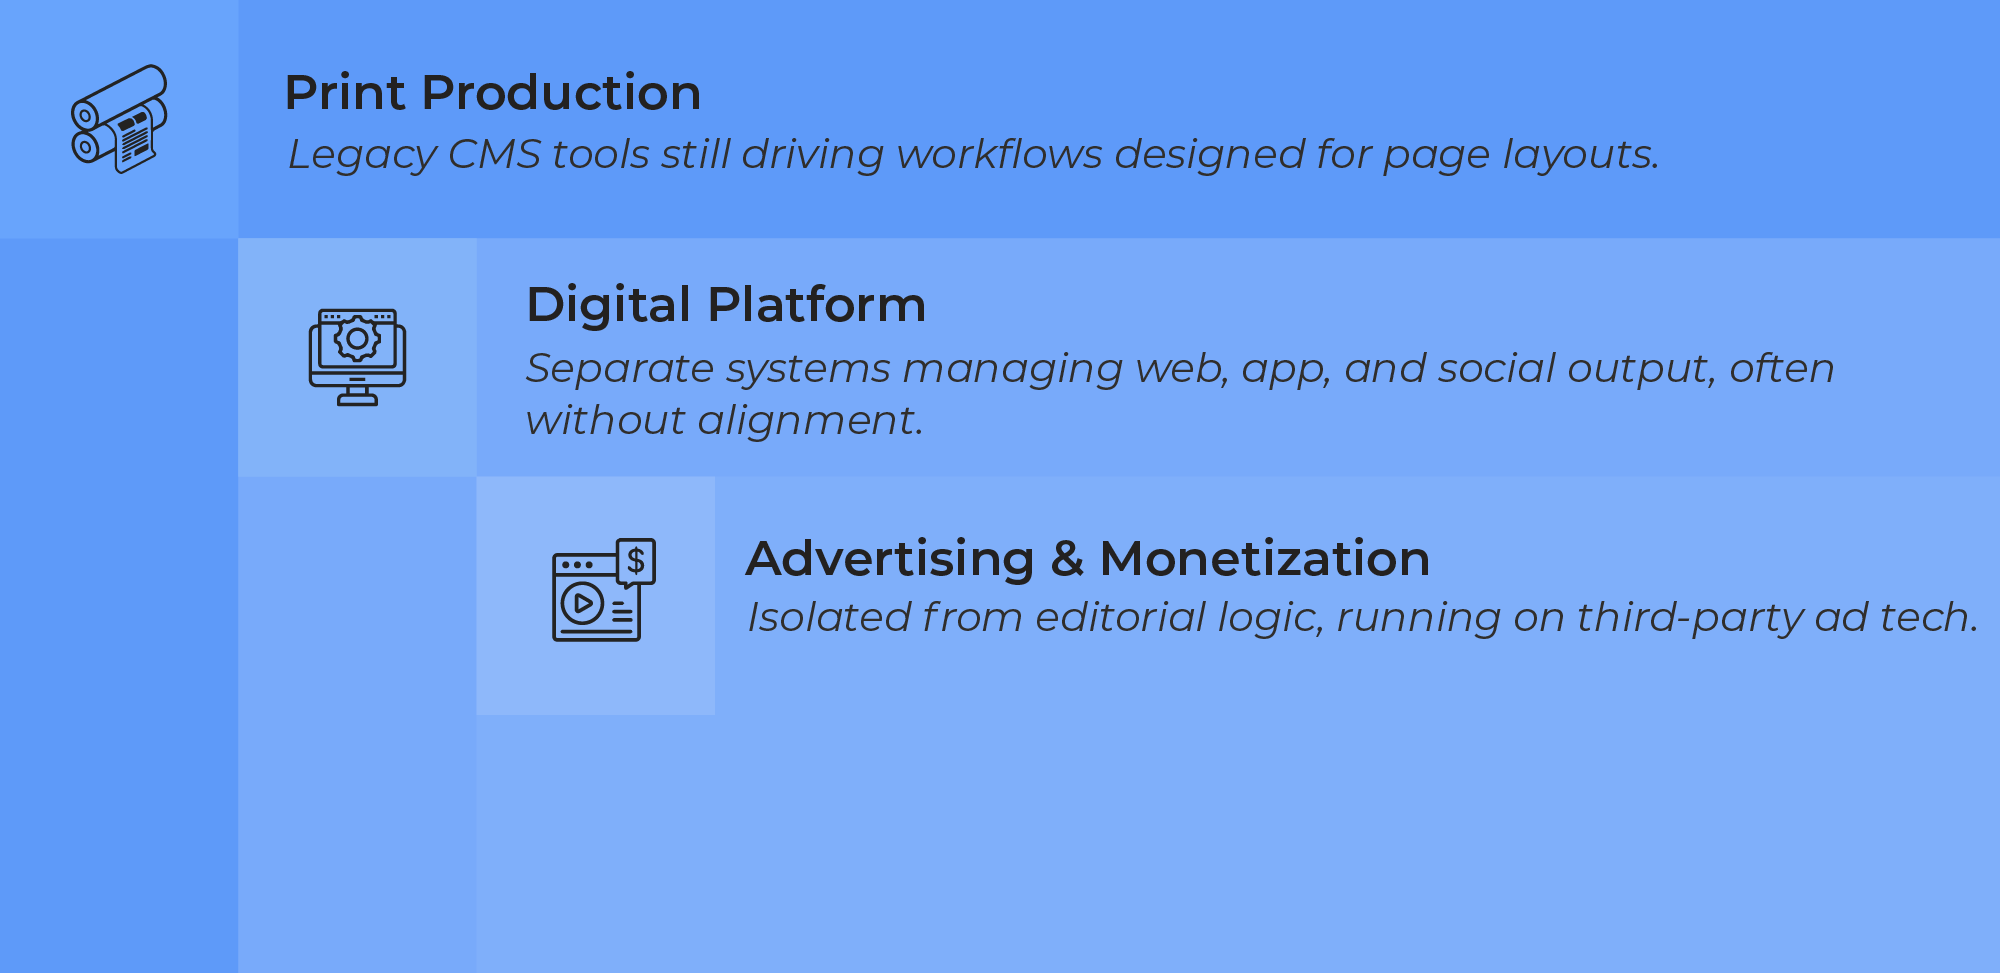 Print Production
Legacy CMS tools still driving workflows designed for page layouts.
Digital Platform
Separate systems managing web, app, and social output, often
without alignment.
$
Advertising & Monetization
Isolated from editorial logic, running on third-party ad tech.